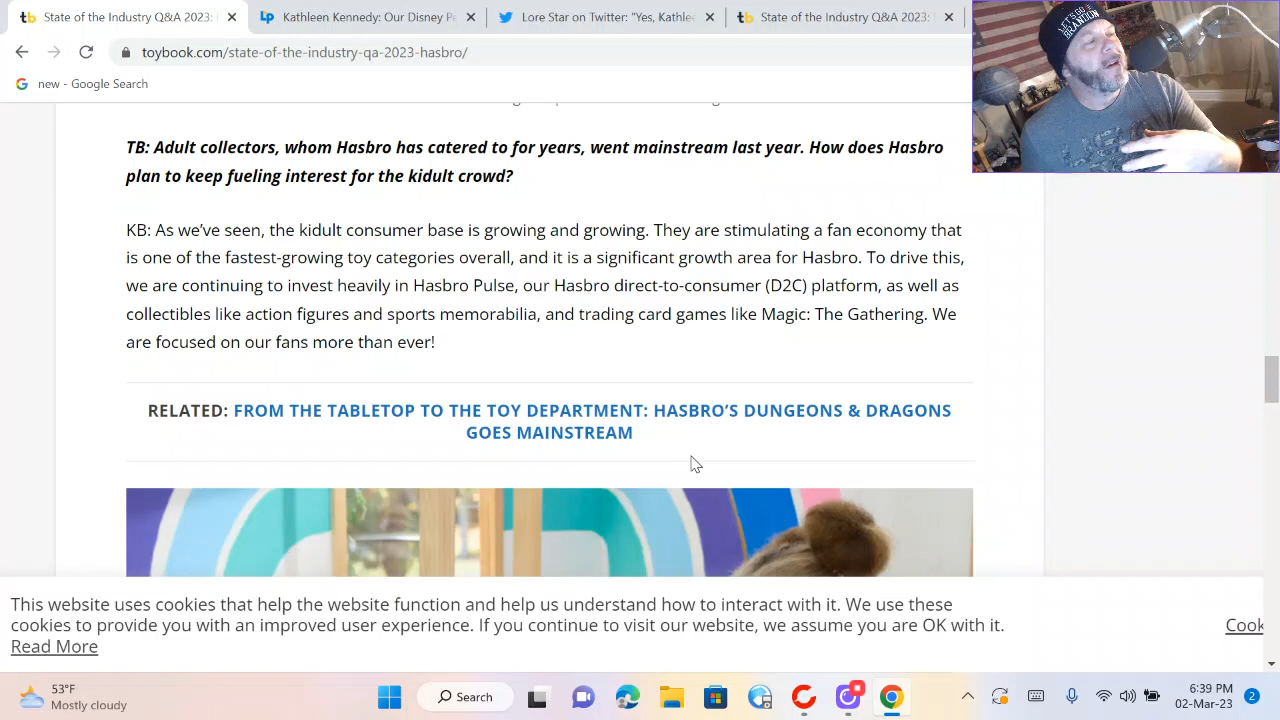 State of the Industry Q&A 2023:
Kathleen Kennedy: Our Disney P
Lore Star on Twitter: "Yes, Kathle
State of the Industry Q&A 2023:
toybook.com/state-of-the-industry-qa-2023-hasbro/
new - Google Search
LET'S GO
BRANDON
TB: Adult collectors, whom Hasbro has catered to for years, went mainstream last year. How does Hasbro
plan to keep fueling interest for the kidult crowd?
KB: As we've seen, the kidult consumer base is growing and growing. They are stimulating a fan economy that
is one of the fastest-growing toy categories overall, and it is a significant growth area for Hasbro. To drive this,
we are continuing to invest heavily in Hasbro Pulse, our Hasbro direct-to-consumer (D2C) platform, as well as
collectibles like action figures and sports memorabilia, and trading card games like Magic: The Gathering. We
are focused on our fans more than ever!
RELATED: FROM THE TABLETOP TO THE TOY DEPARTMENT: HASBRO'S DUNGEONS & DRAGONS
GOES MAINSTREAM
This website uses cookies that help the website function and help us understand how to interact with it. We use these
cookies to provide you with an improved user experience. If you continue to visit our website, we assume you are OK with it.
Cook
Read More
53°F
Mostly cloudy
Search
6:39 PM
02-Mar-23
2